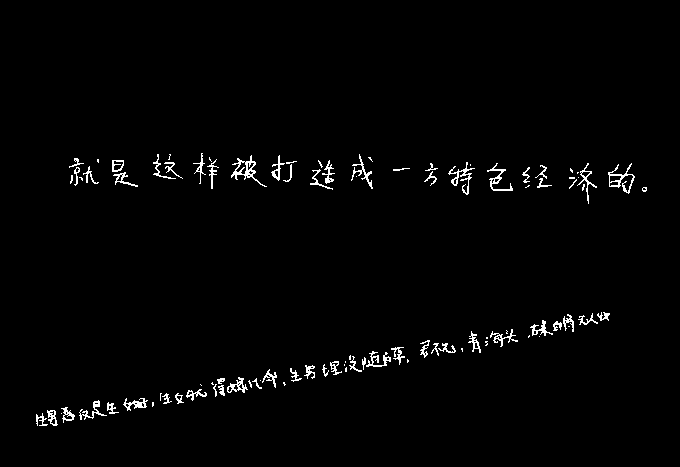 就是这样被打造成一方特色经济的。
生男恶反是生女好,生女犹得嫁比邻,生男埋没随百草,君不见,青海头,古来白骨无人收